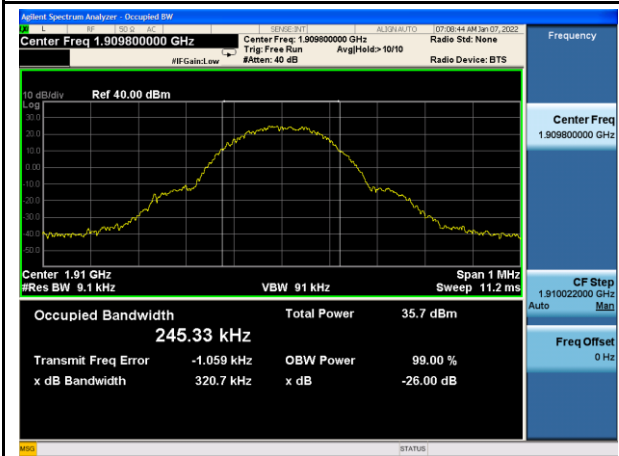 Agilent Spectrum Analyzer - Occupied BW
L RF 50 Ω AC SENSE:INT ALIGN AUTO 07:08:44 AM Jan 07, 2022
Center Freq 1.909800000 GHz Center Freq: 1.909800000 GHz Radio Std: None Frequency
Trig: Free Run Avg|Hold:> 10/10
#IFGain:Low #Atten: 40 dB Radio Device: BTS
10 dB/div Ref 40.00 dBm
Log
30.0
20.0
10.0
0.00
-10.0
-20.0
-30.0
-40.0
-50.0
Center Freq
1.909800000 GHz
Center 1.91 GHz Span 1 MHz
#Res BW 9.1 kHz VBW 91 kHz Sweep 11.2 ms
CF Step
1.910022000 GHz
Auto Man
Occupied Bandwidth Total Power 35.7 dBm
245.33 kHz
Transmit Freq Error -1.059 kHz OBW Power 99.00 %
x dB Bandwidth 320.7 kHz x dB -26.00 dB
Freq Offset
0 Hz
MSG STATUS